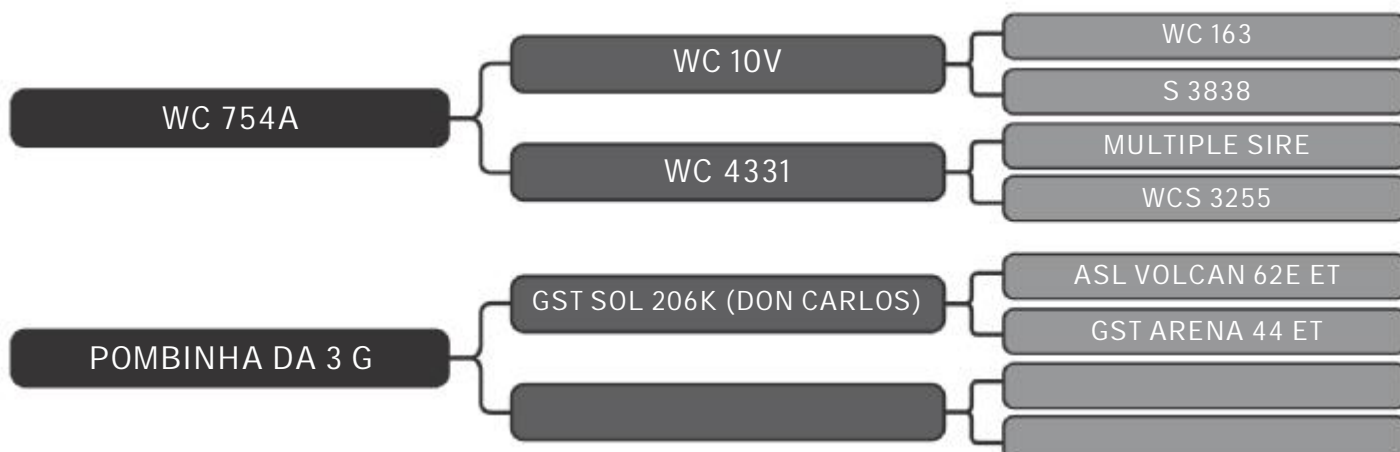 WC 754A
WC 10V
WC 163
S 3838
WC 4331
MULTIPLE SIRE
WCS 3255
POMBINHA DA 3 G
GST SOL 206K (DON CARLOS)
ASL VOLCAN 62E ET
GST ARENA 44 ET